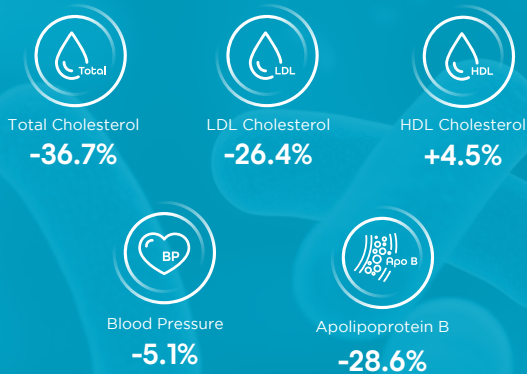 Total
LDL
HDL
Total Cholesterol
LDL Cholesterol
HDL Cholesterol
-36.7%
-26.4%
+4.5%
BP
Apo B
Blood Pressure
Apolipoprotein B
-5.1%
-28.6%